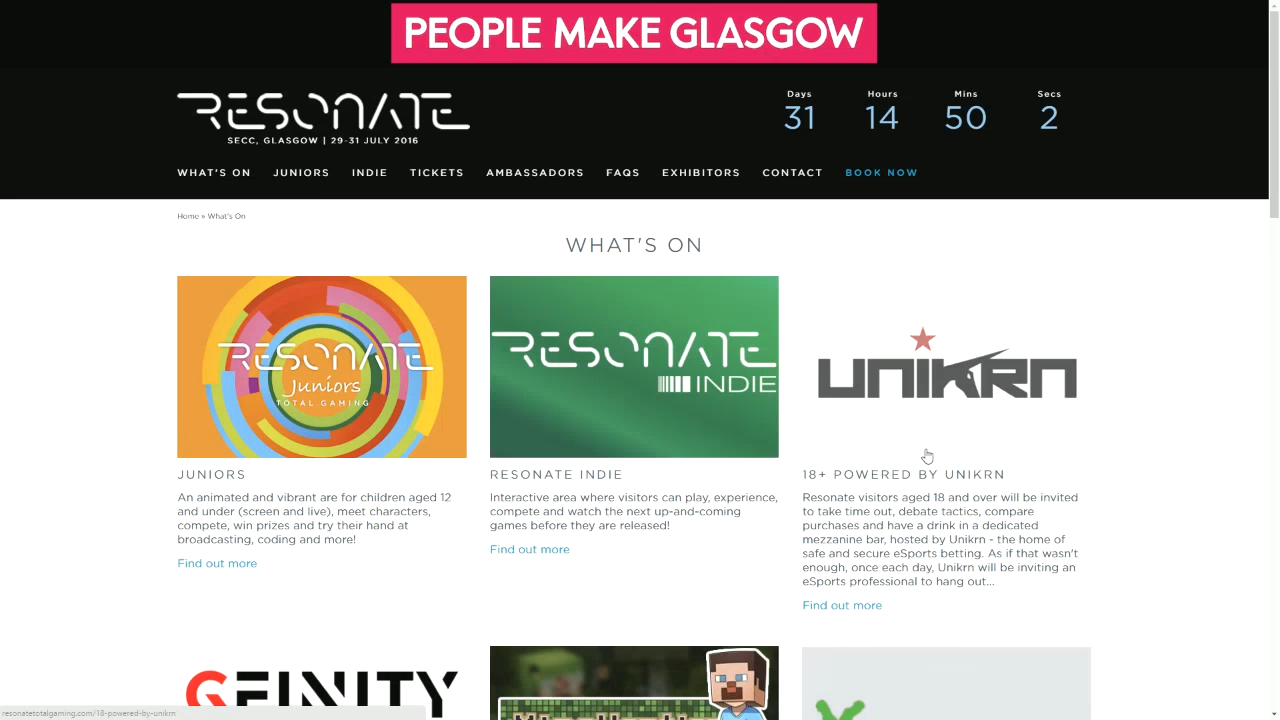 PEOPLE MAKE GLASGOW
RESONATE
SECC, GLASGOW | 29-31 JULY 2016
Days Hours Mins Secs
31 14 50 2
WHAT'S ON JUNIORS INDIE TICKETS AMBASSADORS FAQS EXHIBITORS CONTACT BOOK NOW
Home » What's On
WHAT'S ON
RESONATE
Juniors
TOTAL GAMING
JUNIORS
An animated and vibrant are for children aged 12
and under (screen and live), meet characters,
compete, win prizes and try their hand at
broadcasting, coding and more!
Find out more
RESONATE
INDIE
RESONATE INDIE
Interactive area where visitors can play, experience,
compete and watch the next up-and-coming
games before they are released!
Find out more
UNIKRN
18+ POWERED BY UNIKRN
Resonate visitors aged 18 and over will be invited
to take time out, debate tactics, compare
purchases and have a drink in a dedicated
mezzanine bar, hosted by Unikrn - the home of
safe and secure eSports betting. As if that wasn't
enough, once each day, Unikrn will be inviting an
eSports professional to hang out...
Find out more
GFINITY
resonatetotalgaming.com/18-powered-by-unikrn